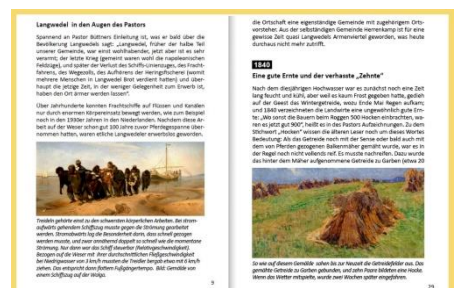 Langwedel in den Augen des Pastors
Spannend an Pastor Büttners Einleitung ist, was er bald über die
Bevölkerung Langwedels sagt: „Langwedel, früher der halbe Teil
unserer Gemeinde, war einst wohlhabender, jetzt aber ist es sehr
verarmt; der letzte Krieg (gemeint waren wohl die napoleonischen
Feldzüge), und später der Verlust des Schiffs-Linienzuges, des Fracht-
fahrens, des Wegezolls, des Aufhörens der Heringsfischerei (womit
mehrere Menschen in Langwedel Brot verdient hatten) und über-
haupt die jetzige Zeit, in der weniger Gelegenheit zum Erwerb ist,
haben den Ort ärmer werden lassen“.
Über Jahrhunderte konnten Frachtschiffe auf Flüssen und Kanälen
nur durch enormen Körpereinsatz bewegt werden, wie zum Beispiel
noch in den 1930er Jahren in den Niederlanden. Nachdem diese Ar-
beit auf der Weser schon gut 100 Jahre zuvor Pferdegespanne über-
nommen hatten, waren etliche Langwedeler erwerbslos geworden.
Treideln gehörte einst zu den schwersten körperlichen Arbeiten. Bei strom-
aufwärts gehendem Schiffszug musste gegen die Strömung gearbeitet
werden. Stromabwärts lag die Besonderheit darin, dass schnell gezogen
werden musste, und zwar annähernd doppelt so schnell wie die momentane
Strömung. Nur dann war das Schiff steuerbar (Relativgeschwindigkeit).
Bezogen auf die Weser mit ihrer durchschnittlichen Fließgeschwindigkeit
bei Niedrigwasser von 3 km/h mussten die Treidler bergab etwa mit 6 km/h
ziehen. Das entspricht dann flottem Fußgängertempo. Bild: Gemälde von
einem Schiffszug auf der Wolga.
9
die Ortschaft eine eigenständige Gemeinde mit zugehörigem Orts-
vorsteher. Aus der selbständigen Gemeinde Herrenkamp ist für eine
gewisse Zeit quasi Langwedels Armenviertel geworden, was heute
durchaus nicht mehr zutrifft.
1840
Eine gute Ernte und der verhasste „Zehnte“
Nach dem diesjährigen Hochwasser war es zunächst noch eine Zeit
lang feucht und kühl, aber weil es kaum Frost gegeben hatte, gedieh
auf der Geest das Wintergetreide, wozu Ende Mai Regen aufkam;
und 1840 verzeichneten die Landwirte eine ungewöhnlich gute Ern-
te: „Wo sonst die Bauern beim Roggen 500 Hocken einbrachten, wa-
ren es jetzt gut 900“, heißt es in des Pastors Aufzeichnungen. Zu dem
Stichwort „Hocken“ wissen die älteren Leser noch um dieses Wortes
Bedeutung: Als das Getreide noch mit der Sense oder bald auch mit
dem von Pferden gezogenen Balkenmäher gemäht wurde, war es in
der Regel noch nicht vollends reif. Es musste nachreifen. Dazu wurde
das hinter dem Mäher aufgenommene Getreide zu Garben (etwa 20
So wie auf diesem Gemälde sahen bis zur Neuzeit die Getreidefelder aus. Das
gemähte Getreide zu Garben gebunden, und zehn Paare bildeten eine Hocke.
Wenn das Wetter mitspielte, wurde zwei Wochen später eingefahren.
29